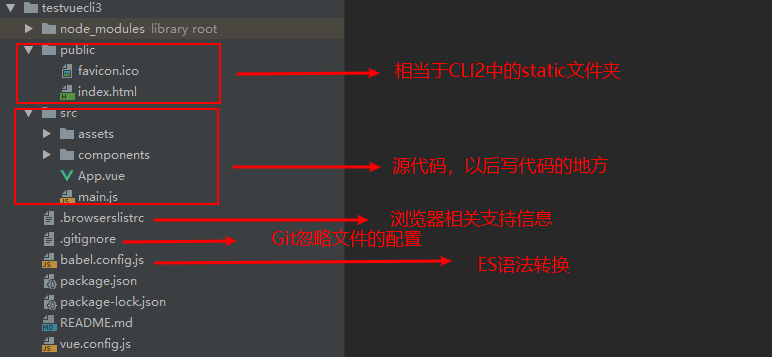 testvuecli3
node_modules library root
public
favicon.ico
相当于CLI2中的static文件夹
index.html
src
assets
components
源代码，以后写代码的地方
App.vue
main.js
.browserslistrc
浏览器相关支持信息
.gitignore
Git忽略文件的配置
babel.config.js
ES语法转换
package.json
package-lock.json
README.md
vue.config.js